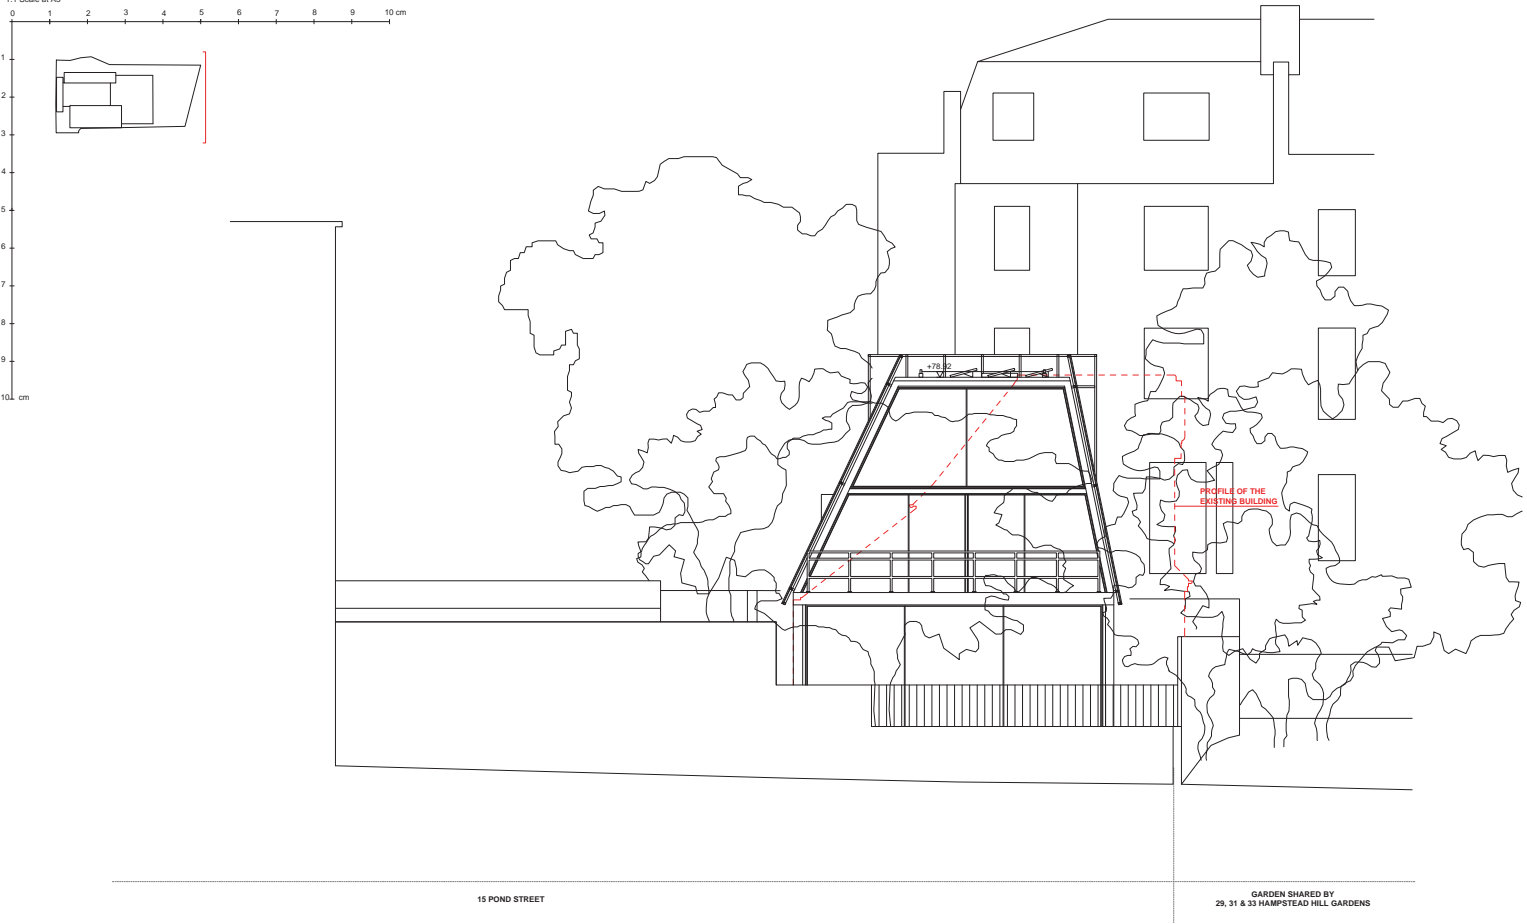 1:1 Scale at A3
0 1 2 3 4 5 6 7 8 9 10 cm
1
2
3
4
5
6
7
8
9
10 cm
+78.92
PROFILE OF THE
EXISTING BUILDING
15 POND STREET
GARDEN SHARED BY
29, 31 & 33 HAMPSTEAD HILL GARDENS